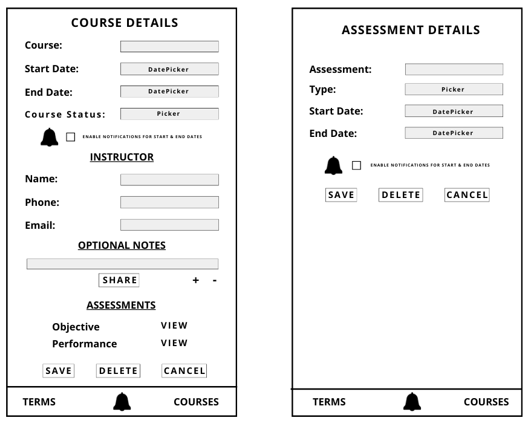 COURSE DETAILS
Course:
Start Date: DatePicker
End Date: DatePicker
Course Status: Picker
ENABLE NOTIFICATIONS FOR START & END DATES
INSTRUCTOR
Name:
Phone:
Email:
OPTIONAL NOTES
SHARE + -
ASSESSMENTS
Objective VIEW
Performance VIEW
SAVE DELETE CANCEL
TERMS COURSES
ASSESSMENT DETAILS
Assessment:
Type: Picker
Start Date: DatePicker
End Date: DatePicker
ENABLE NOTIFICATIONS FOR START & END DATES
SAVE DELETE CANCEL
TERMS COURSES